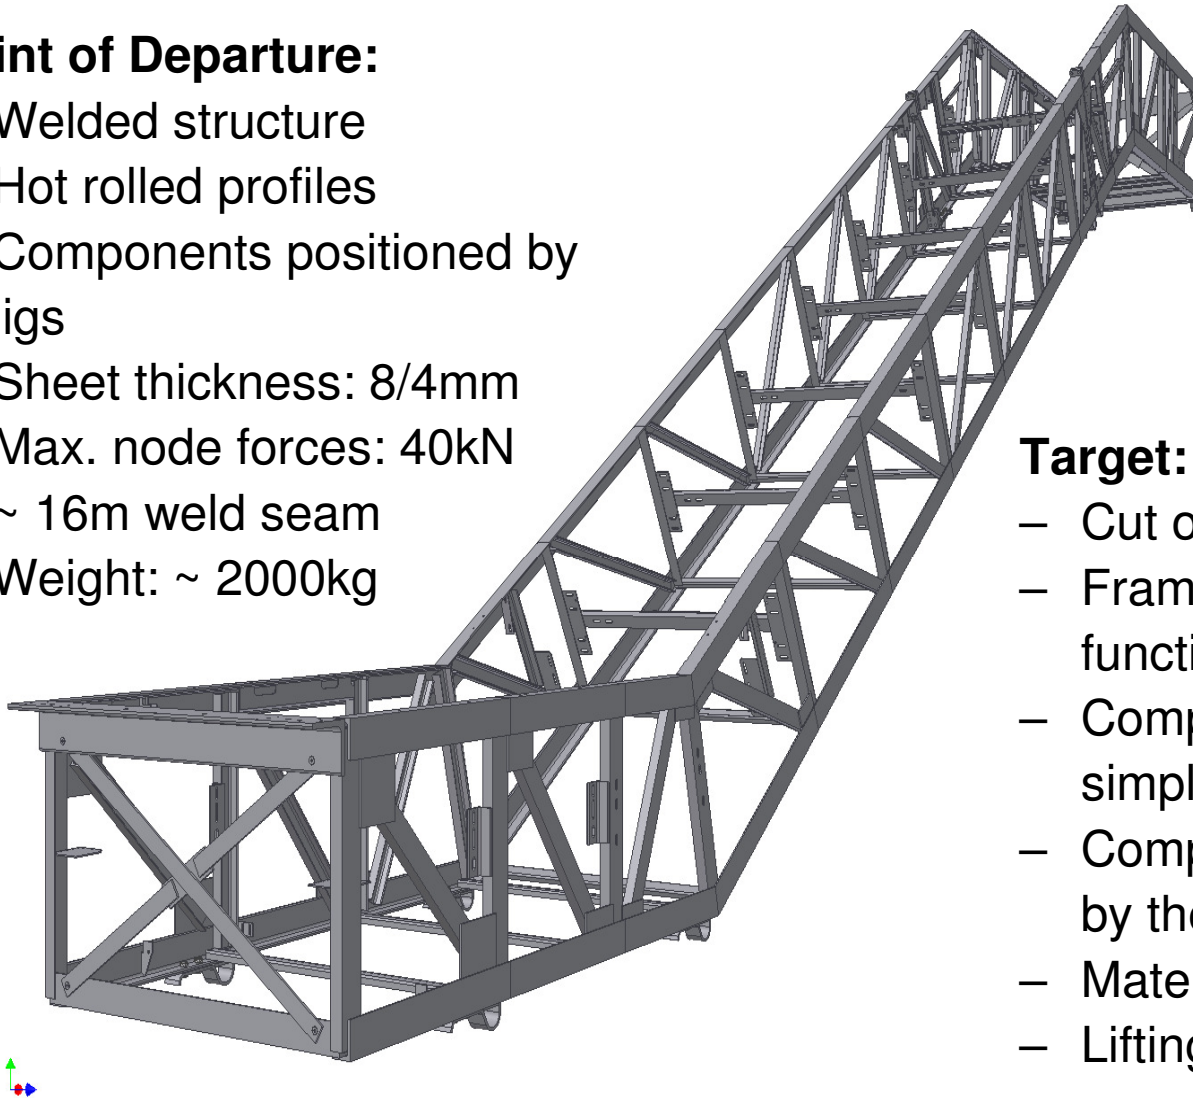 int of Departure:
Welded structure
Hot rolled profiles
Components positioned by
igs
Sheet thickness: 8/4mm
Max. node forces: 40kN
~ 16m weld seam
Weight: ~ 2000kg
Target:
– Cut o
– Fram
functi
– Comp
simpl
– Comp
by the
– Mate
– Lifting